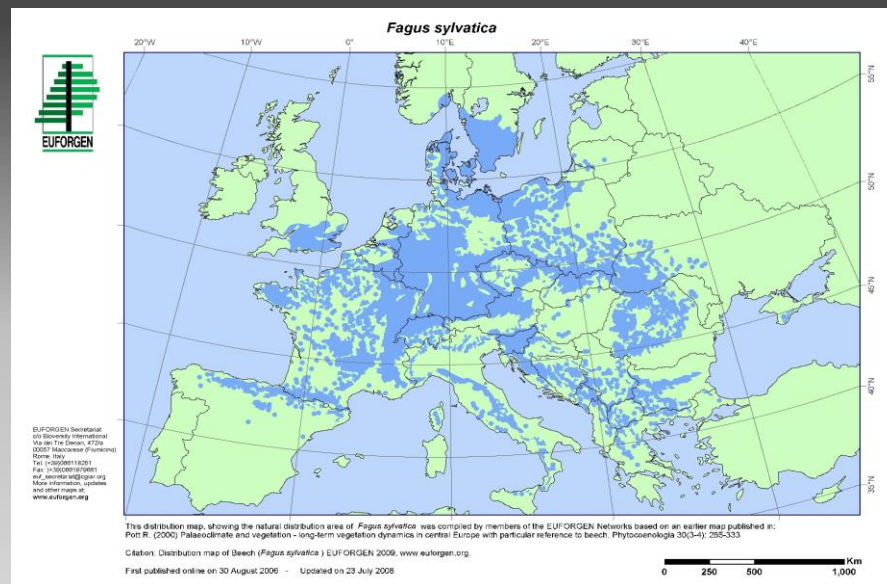 Fagus sylvatica
20°W
10°W
0°
10°E
20°E
30°E
40°E
55°N
50°N
45°N
40°N
35°N
EUFORGEN
EUFORGEN Secretariat
c/o Bioversity International
Via dei Tre Denari, 472/a
00057 Maccarese (Fiumicino)
Rome, Italy
Tel. (+39)066118251
Fax: (+39)0661979661
euf_secretariat@cgiar.org
More information, updates
and other maps at:
www.euforgen.org
This distribution map, showing the natural distribution area of Fagus sylvatica was compiled by members of the EUFORGEN Networks based on an earlier map published in:
Pott R. (2000) Palaeoclimate and vegetation - long-term vegetation dynamics in central Europe with particular reference to beech. Phytocoenologia 30(3-4): 285-333
Citation: Distribution map of Beech (Fagus sylvatica ) EUFORGEN 2009, www.euforgen.org.
First published online on 30 August 2006 - Updated on 23 July 2008
Km
0 250 500 1,000